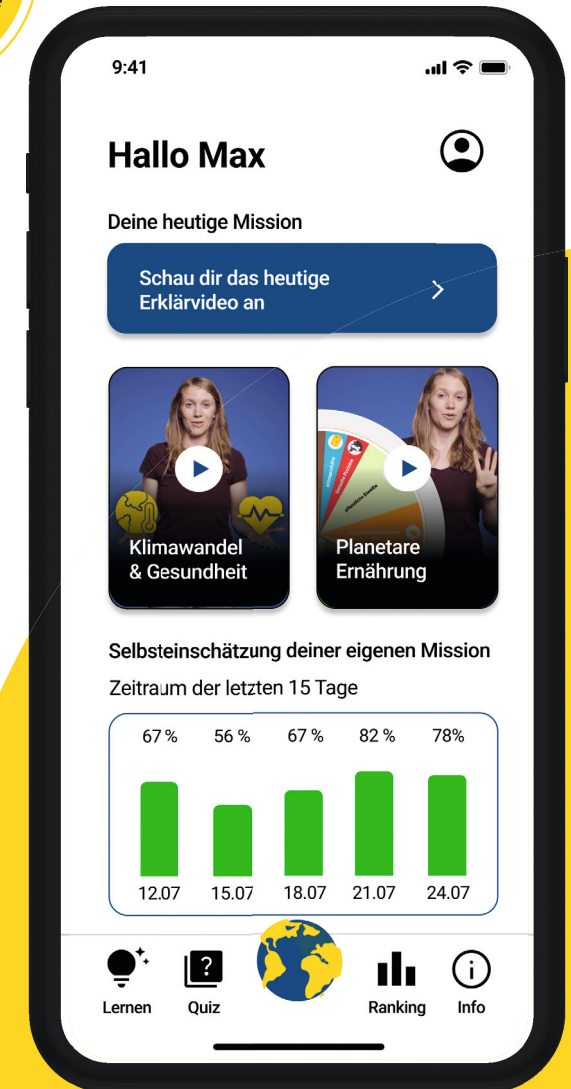 9:41
Hallo Max
Deine heutige Mission
Schau dir das heutige
Erklärvideo an
Klimawandel
& Gesundheit
Planetare
Ernährung
Selbsteinschätzung deiner eigenen Mission
Zeitraum der letzten 15 Tage
67 % 56 % 67 % 82 % 78%
12.07 15.07 18.07 21.07 24.07
?
Lernen Quiz Ranking Info